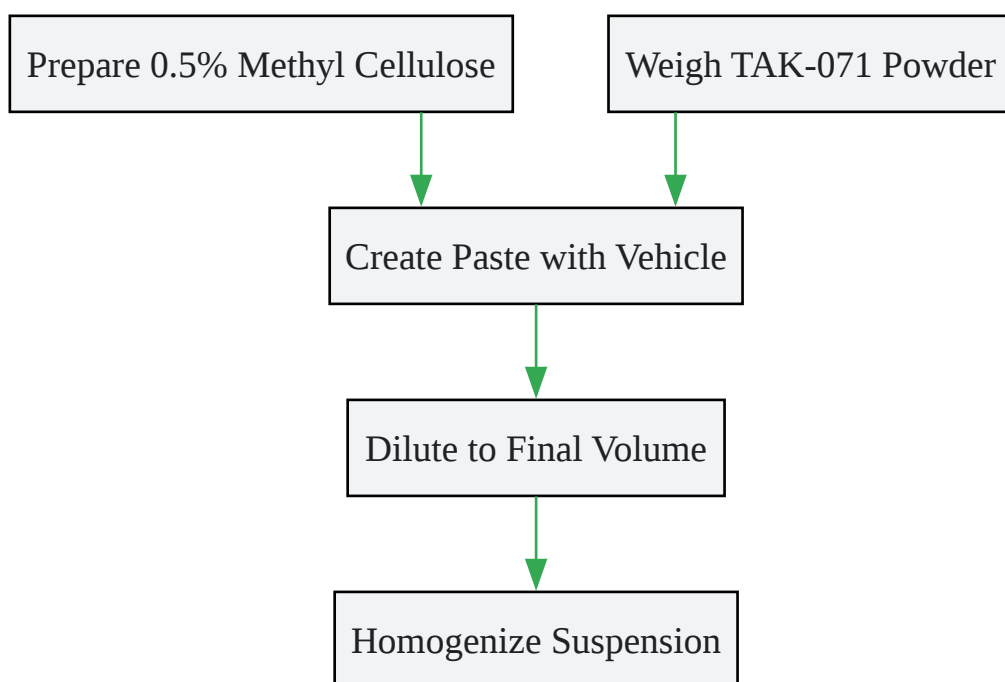 Prepare 0.5% Methyl Cellulose
Weigh TAK-071 Powder
Create Paste with Vehicle
Dilute to Final Volume
Homogenize Suspension